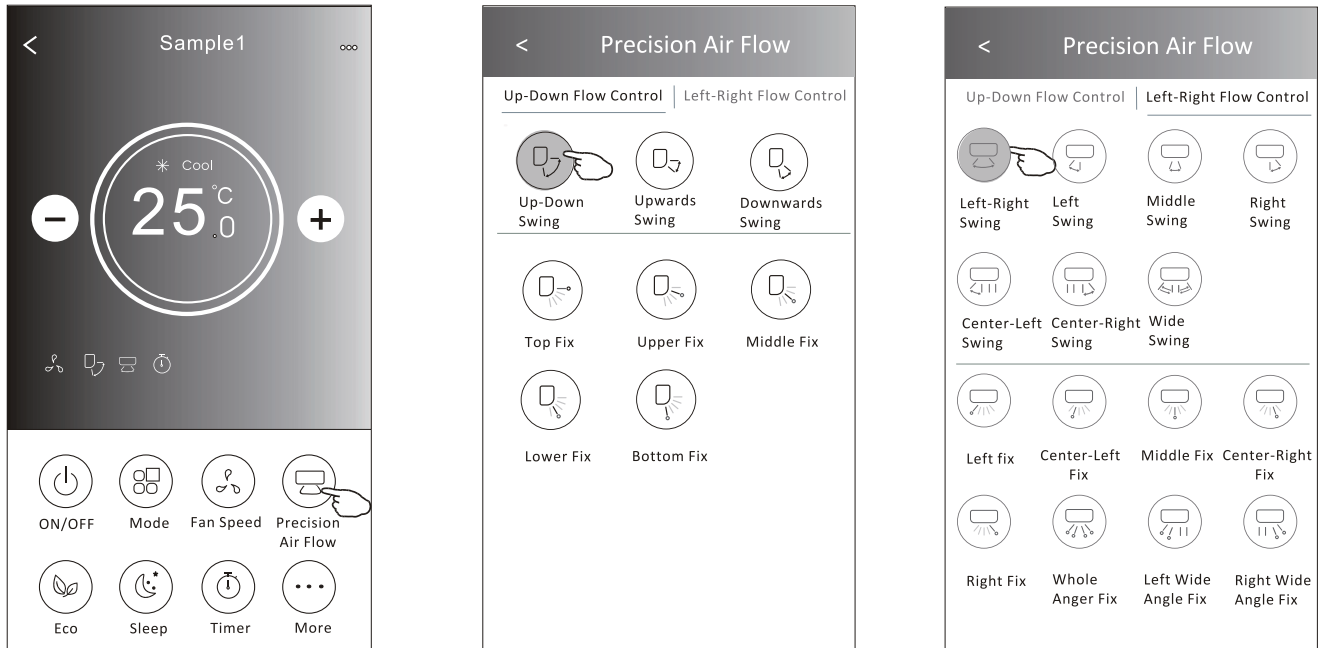 <
Sample1
Cool
25.0 °C
−
+
ON/OFF
Mode
Fan Speed
Precision
Air Flow
Eco
Sleep
Timer
More
< Precision Air Flow
Up-Down Flow Control | Left-Right Flow Control
Up-Down
Swing
Upwards
Swing
Downwards
Swing
Top Fix
Upper Fix
Middle Fix
Lower Fix
Bottom Fix
< Precision Air Flow
Up-Down Flow Control | Left-Right Flow Control
Left-Right
Swing
Left
Swing
Middle
Swing
Right
Swing
Center-Left
Swing
Center-Right
Swing
Wide
Swing
Left fix
Center-Left
Fix
Middle Fix
Center-Right
Fix
Right Fix
Whole
Anger Fix
Left Wide
Angle Fix
Right Wide
Angle Fix